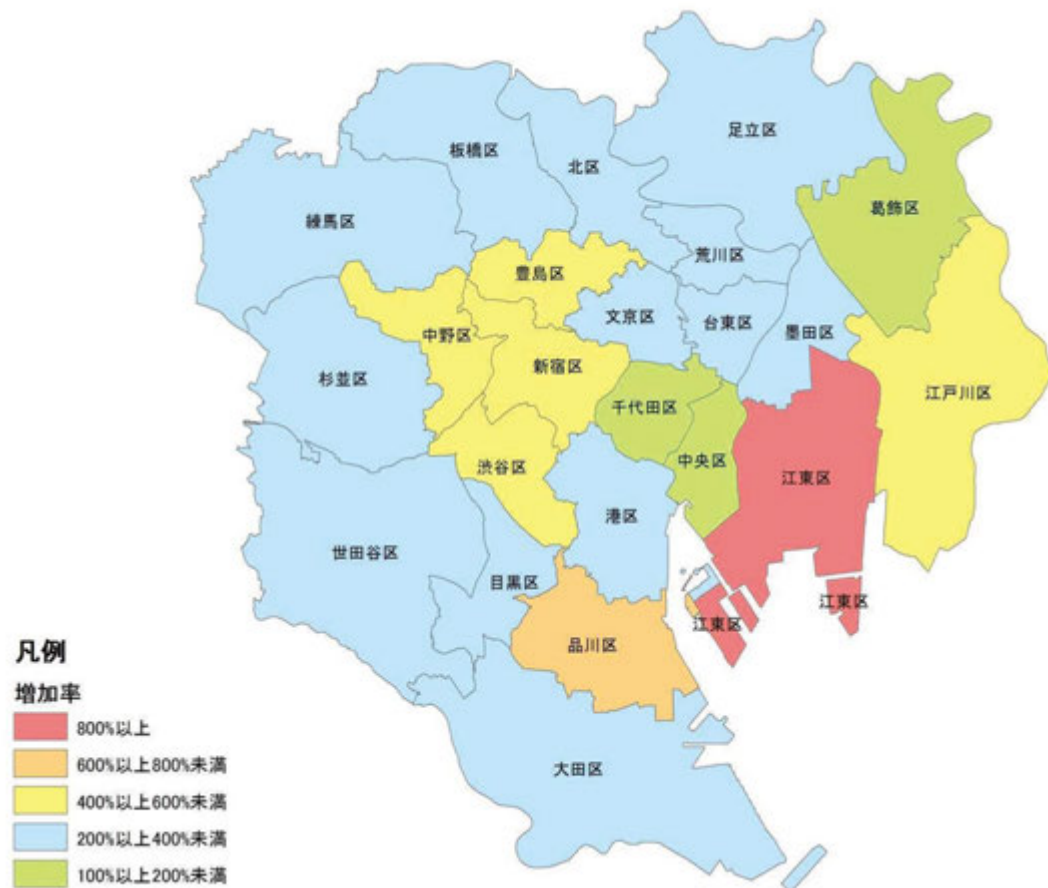 足立区
板橋区
北区
葛飾区
練馬区
荒川区
豊島区
文京区
台東区
墨田区
中野区
新宿区
杉並区
江戸川区
千代田区
中央区
渋谷区
江東区
港区
世田谷区
目黒区
江東区
江東区
品川区
大田区
凡例
増加率
800%以上
600%以上800%未満
400%以上600%未満
200%以上400%未満
100%以上200%未満